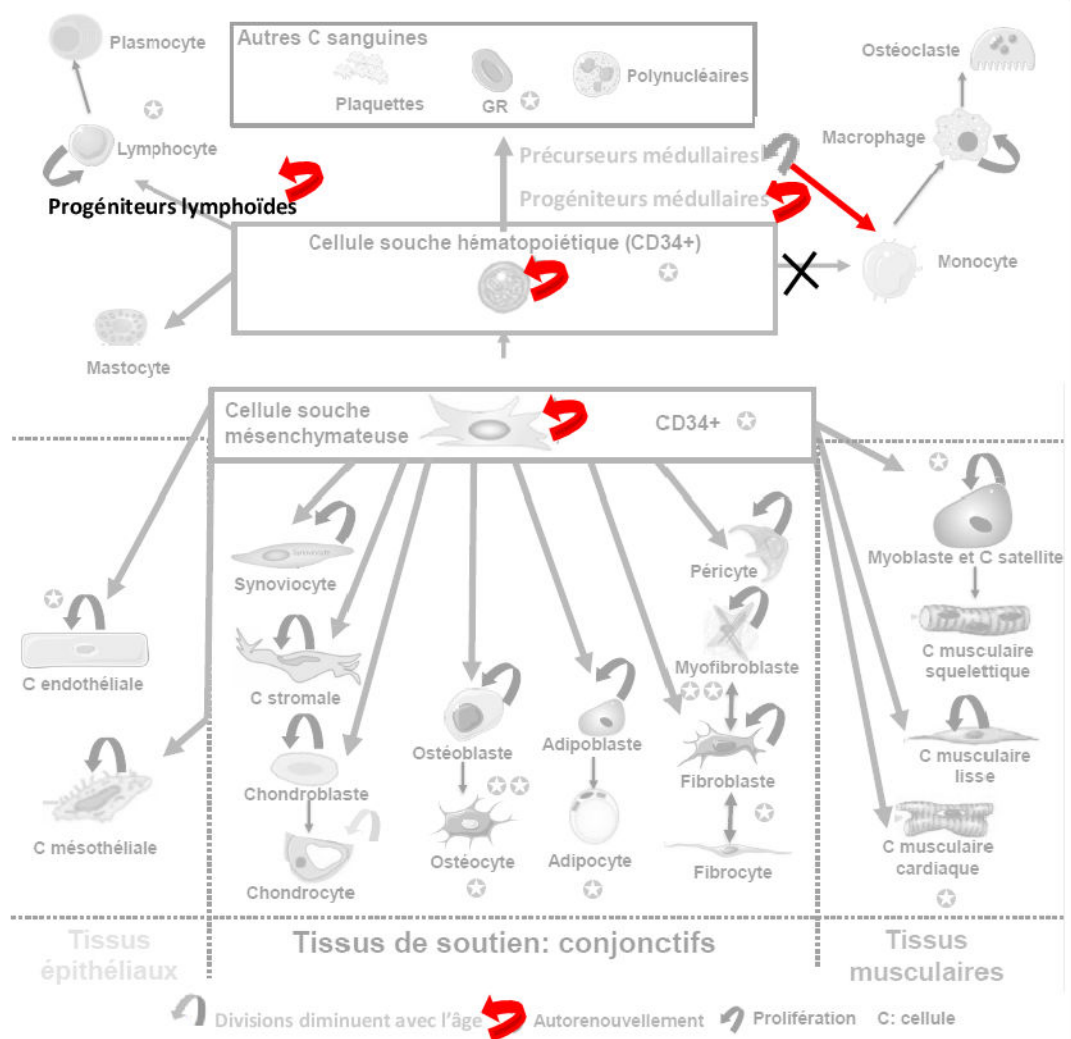 Plasmocyte
Autres C sanguines
Ostéoclaste
Plaquettes
GR
Polynucléaires
Lymphocyte
Macrophage
Précurseurs médullaires
Progéniteurs médullaires
Progéniteurs lymphoïdes
Cellule souche hématopoiétique (CD34+)
Monocyte
Mastocyte
Cellule souche
mésenchymateuse
CD34+
Synoviocyte
Péricyte
Myoblaste et C satellite
C endothéliale
C stromale
Myofibroblaste
C musculaire
squelettique
Ostéoblaste
Adipoblaste
Fibroblaste
C musculaire
lisse
Chondroblaste
C mésothéliale
Ostéocyte
Adipocyte
Fibrocyte
C musculaire
cardiaque
Chondrocyte
Tissus
épithéliaux
Tissus de soutien: conjonctifs
Tissus
musculaires
Divisions diminuent avec l'âge
Autorenouvellement
Prolifération
C: cellule